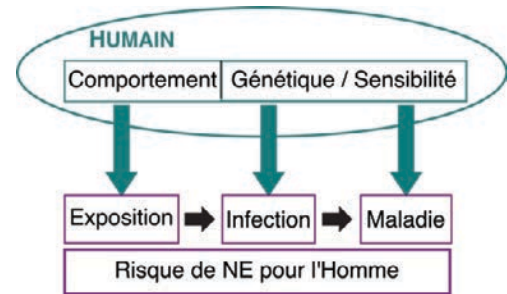 HUMAIN
Comportement Génétique / Sensibilité
Exposition Infection Maladie
Risque de NE pour l'Homme